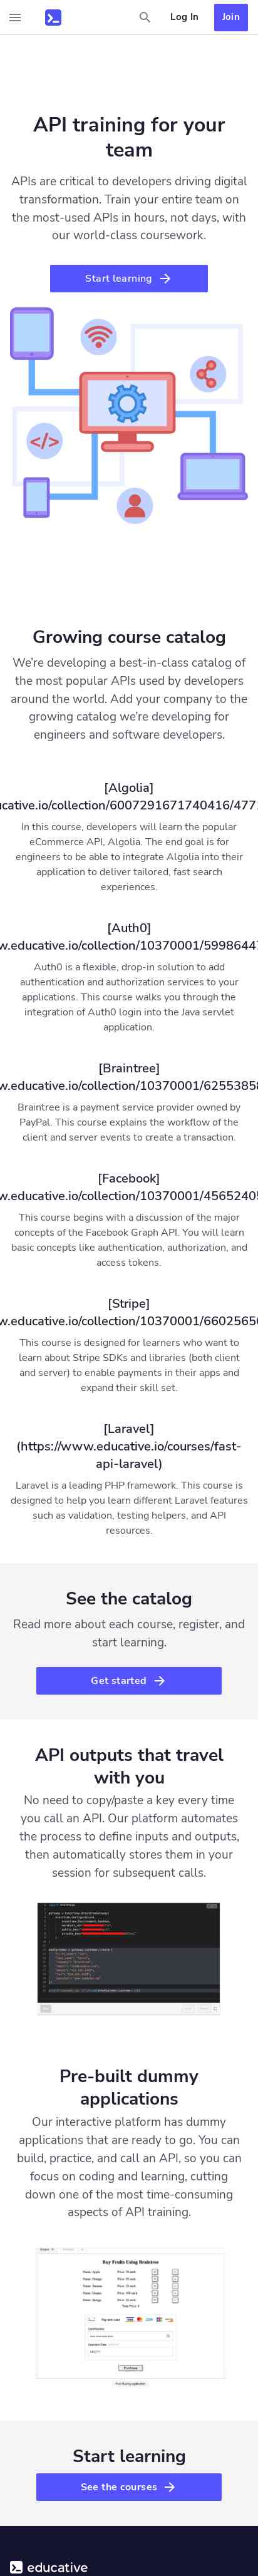 Log In
Join
API training for your
team
APIs are critical to developers driving digital
transformation. Train your entire team on
the most-used APIs in hours, not days, with
our world-class coursework.
Start learning
</>
Growing course catalog
We're developing a best-in-class catalog of
the most popular APIs used by developers
around the world. Add your company to the
growing catalog we're developing for
engineers and software developers.
[Algolia]
ucative.io/collection/6007291671740416/477
In this course, developers will learn the popular
eCommerce API, Algolia. The end goal is for
engineers to be able to integrate Algolia into their
application to deliver tailored, fast search
experiences.
[Auth0]
w.educative.io/collection/10370001/5998644
Auth0 is a flexible, drop-in solution to add
authentication and authorization services to your
applications. This course walks you through the
integration of Auth0 login into the Java servlet
application.
[Braintree]
w.educative.io/collection/10370001/6255385
Braintree is a payment service provider owned by
PayPal. This course explains the workflow of the
client and server events to create a transaction.
[Facebook]
w.educative.io/collection/10370001/4565240
This course begins with a discussion of the major
concepts of the Facebook Graph API. You will learn
basic concepts like authentication, authorization, and
access tokens.
[Stripe]
w.educative.io/collection/10370001/6602565
This course is designed for learners who want to
learn about Stripe SDKs and libraries (both client
and server) to enable payments in their apps and
expand their skill set.
[Laravel]
(https://www.educative.io/courses/fast-
api-laravel)
Laravel is a leading PHP framework. This course is
designed to help you learn different Laravel features
such as validation, testing helpers, and API
resources.
See the catalog
Read more about each course, register, and
start learning.
Get started
API outputs that travel
with you
No need to copy/paste a key every time
you call an API. Our platform automates
the process to define inputs and outputs,
then automatically stores them in your
session for subsequent calls.
Pre-built dummy
applications
Our interactive platform has dummy
applications that are ready to go. You can
build, practice, and call an API, so you can
focus on coding and learning, cutting
down one of the most time-consuming
aspects of API training.
Buy Fruits Using Braintree
Start learning
See the courses
educative